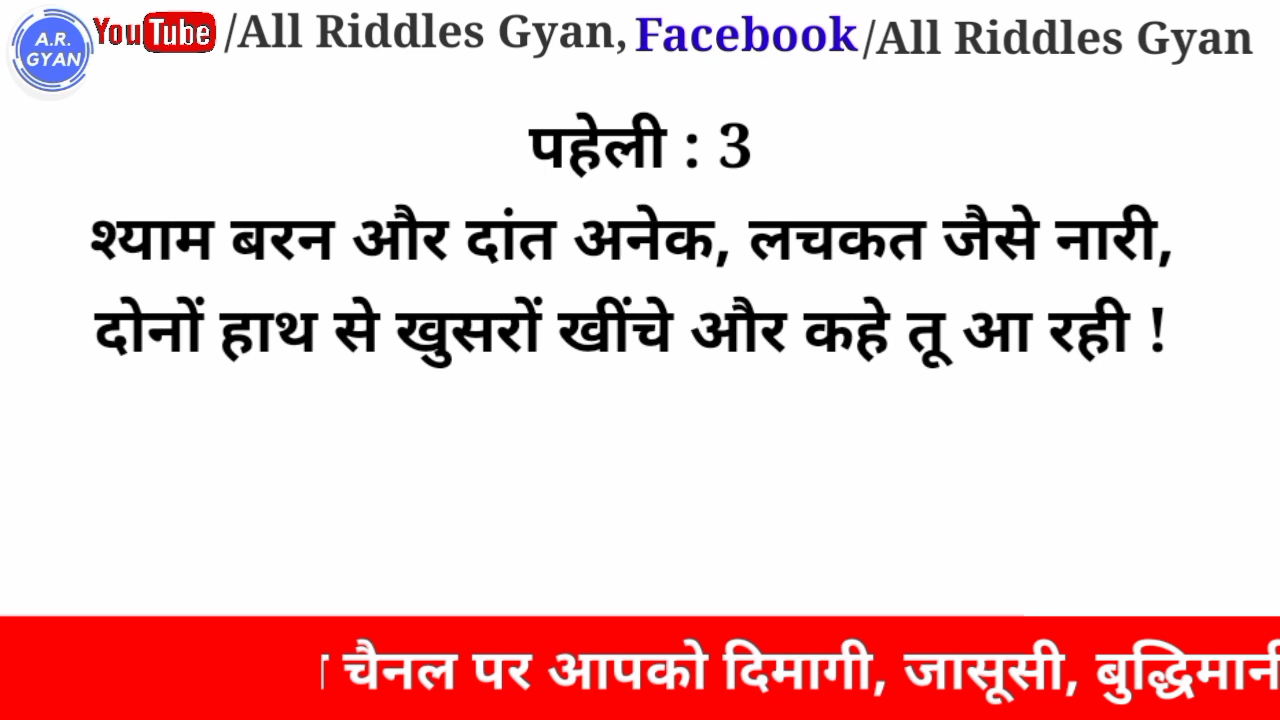 A.R.
GYAN
YouTube /All Riddles Gyan, Facebook /All Riddles Gyan
पहेली : 3
श्याम बरन और दांत अनेक, लचकत जैसे नारी,
दोनों हाथ से खुसरों खींचे और कहे तू आ रही !
चैनल पर आपको दिमागी, जासूसी, बुद्धिमानी